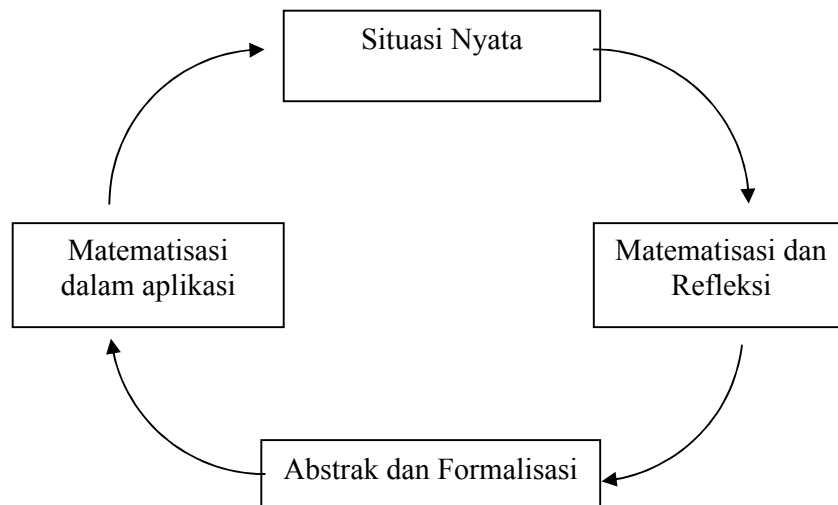 Situasi Nyata
Matematisasi
dalam aplikasi
Matematisasi dan
Refleksi
Abstrak dan Formalisasi